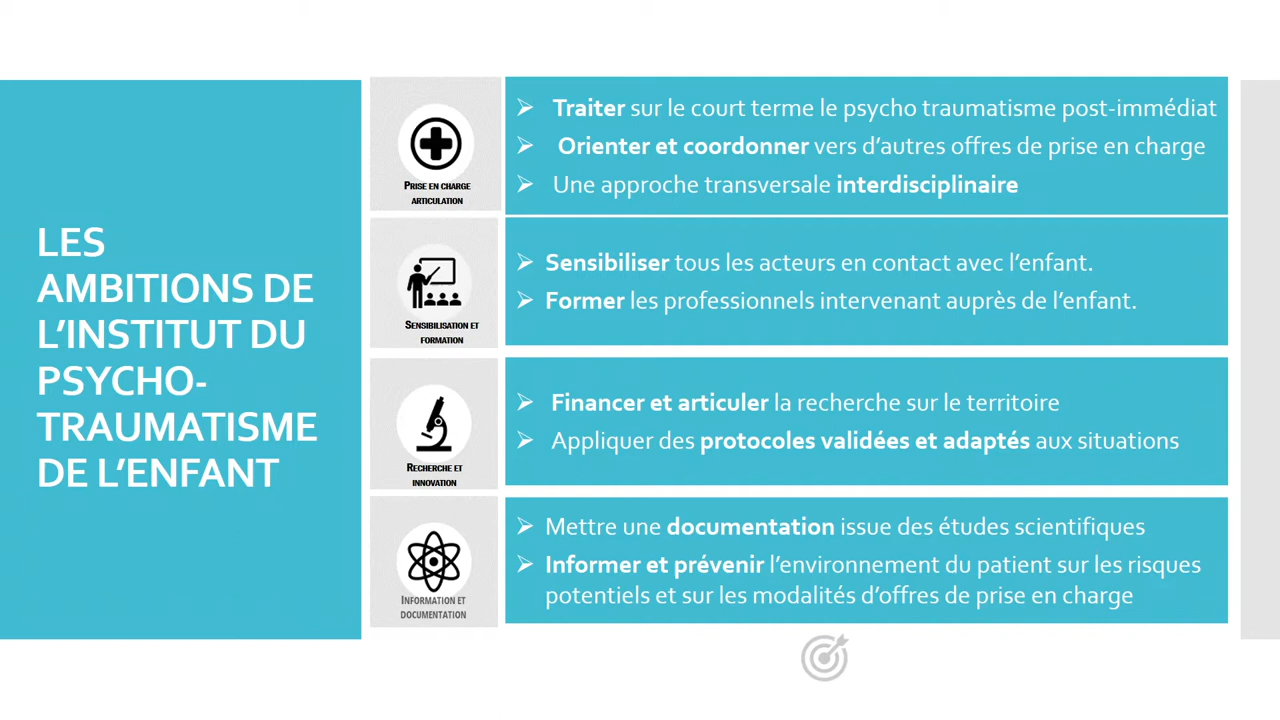 LES
AMBITIONS DE
L'INSTITUT DU
PSYCHO-
TRAUMATISME
DE L'ENFANT
PRISE EN CHARGE
ARTICULATION
Traiter sur le court terme le psycho traumatisme post-immédiat
Orienter et coordonner vers d'autres offres de prise en charge
Une approche transversale interdisciplinaire
SENSIBILISATION ET
FORMATION
Sensibiliser tous les acteurs en contact avec l'enfant.
Former les professionnels intervenant auprès de l'enfant.
RECHERCHE ET
INNOVATION
Financer et articuler la recherche sur le territoire
Appliquer des protocoles validées et adaptés aux situations
INFORMATION ET
DOCUMENTATION
Mettre une documentation issue des études scientifiques
Informer et prévenir l'environnement du patient sur les risques
potentiels et sur les modalités d'offres de prise en charge